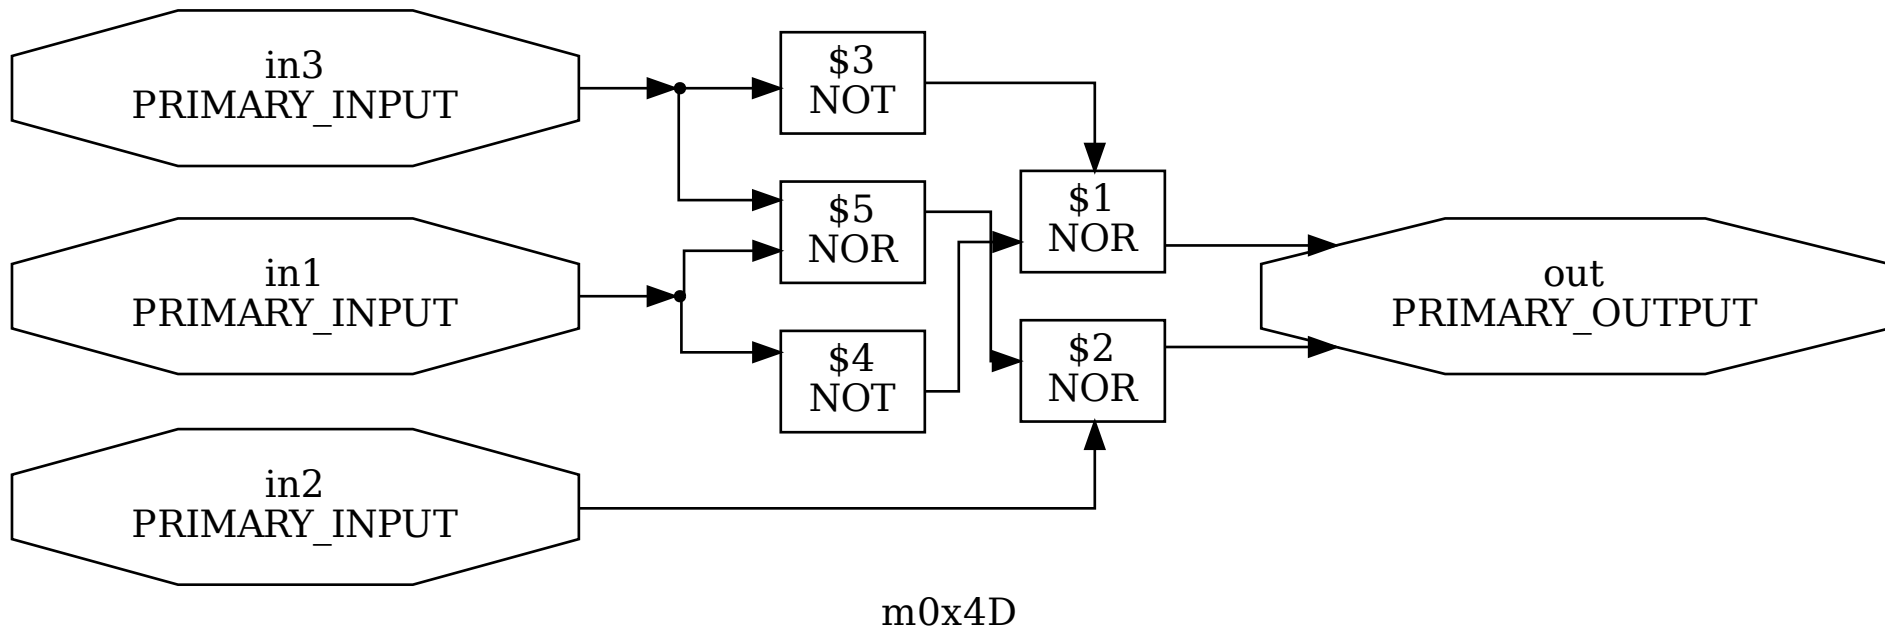 in3
PRIMARY_INPUT
$3
NOT
$5
NOR
$1
NOR
in1
PRIMARY_INPUT
out
PRIMARY_OUTPUT
$4
NOT
$2
NOR
in2
PRIMARY_INPUT
m0x4D